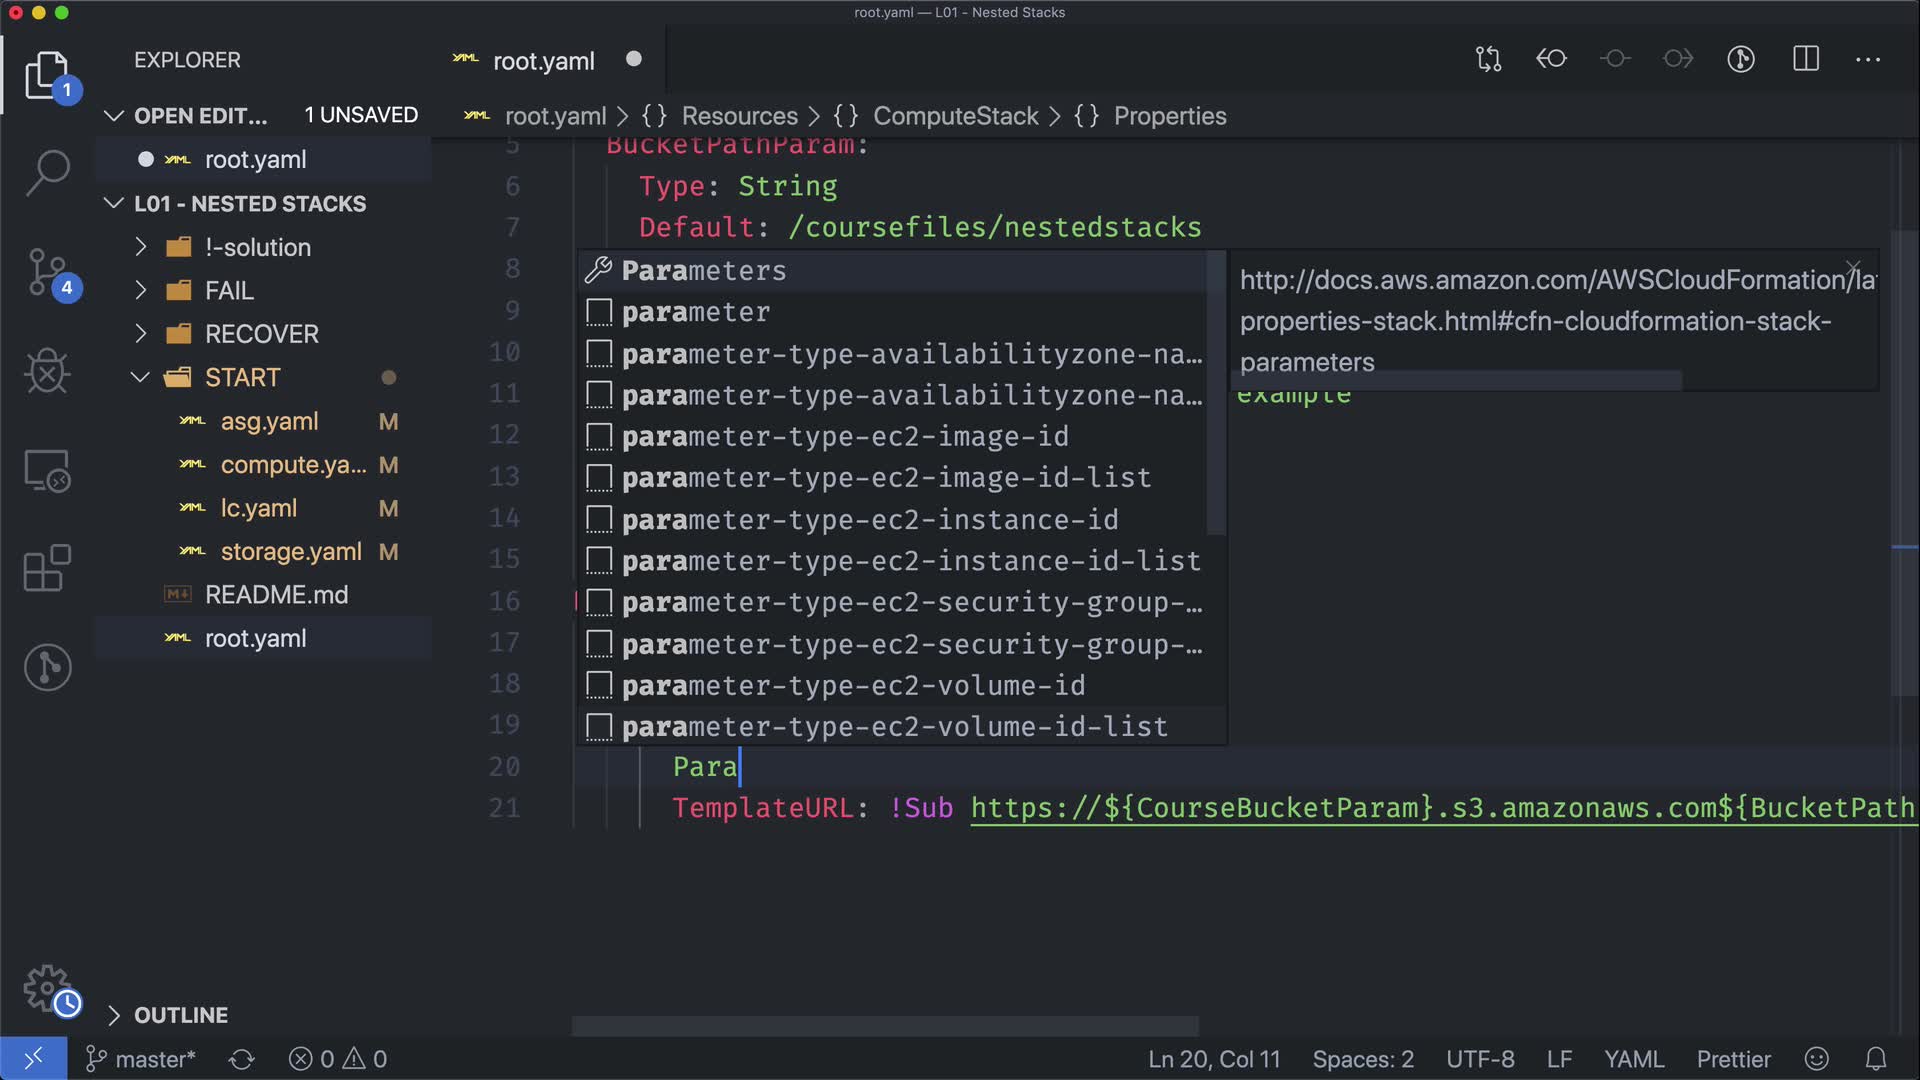 root.yaml — L01 - Nested Stacks
EXPLORER
root.yaml
1
OPEN EDIT... 1 UNSAVED
root.yaml > {} Resources > {} ComputeStack > {} Properties
root.yaml
L01 - NESTED STACKS
!-solution
FAIL
4
RECOVER
START
asg.yaml M
compute.ya... M
lc.yaml M
storage.yaml M
README.md
root.yaml
OUTLINE
5 BucketPathParam:
6 Type: String
7 Default: /coursefiles/nestedstacks
8 Parameters
9 parameter
10 parameter-type-availabilityzone-na...
11 parameter-type-availabilityzone-na...
12 parameter-type-ec2-image-id
13 parameter-type-ec2-image-id-list
14 parameter-type-ec2-instance-id
15 parameter-type-ec2-instance-id-list
16 parameter-type-ec2-security-group-...
17 parameter-type-ec2-security-group-...
18 parameter-type-ec2-volume-id
19 parameter-type-ec2-volume-id-list
http://docs.aws.amazon.com/AWSCloudFormation/la
properties-stack.html#cfn-cloudformation-stack-
parameters
example
20 Para
21 TemplateURL: !Sub https://${CourseBucketParam}.s3.amazonaws.com${BucketPath
master* 0 0 Ln 20, Col 11 Spaces: 2 UTF-8 LF YAML Prettier